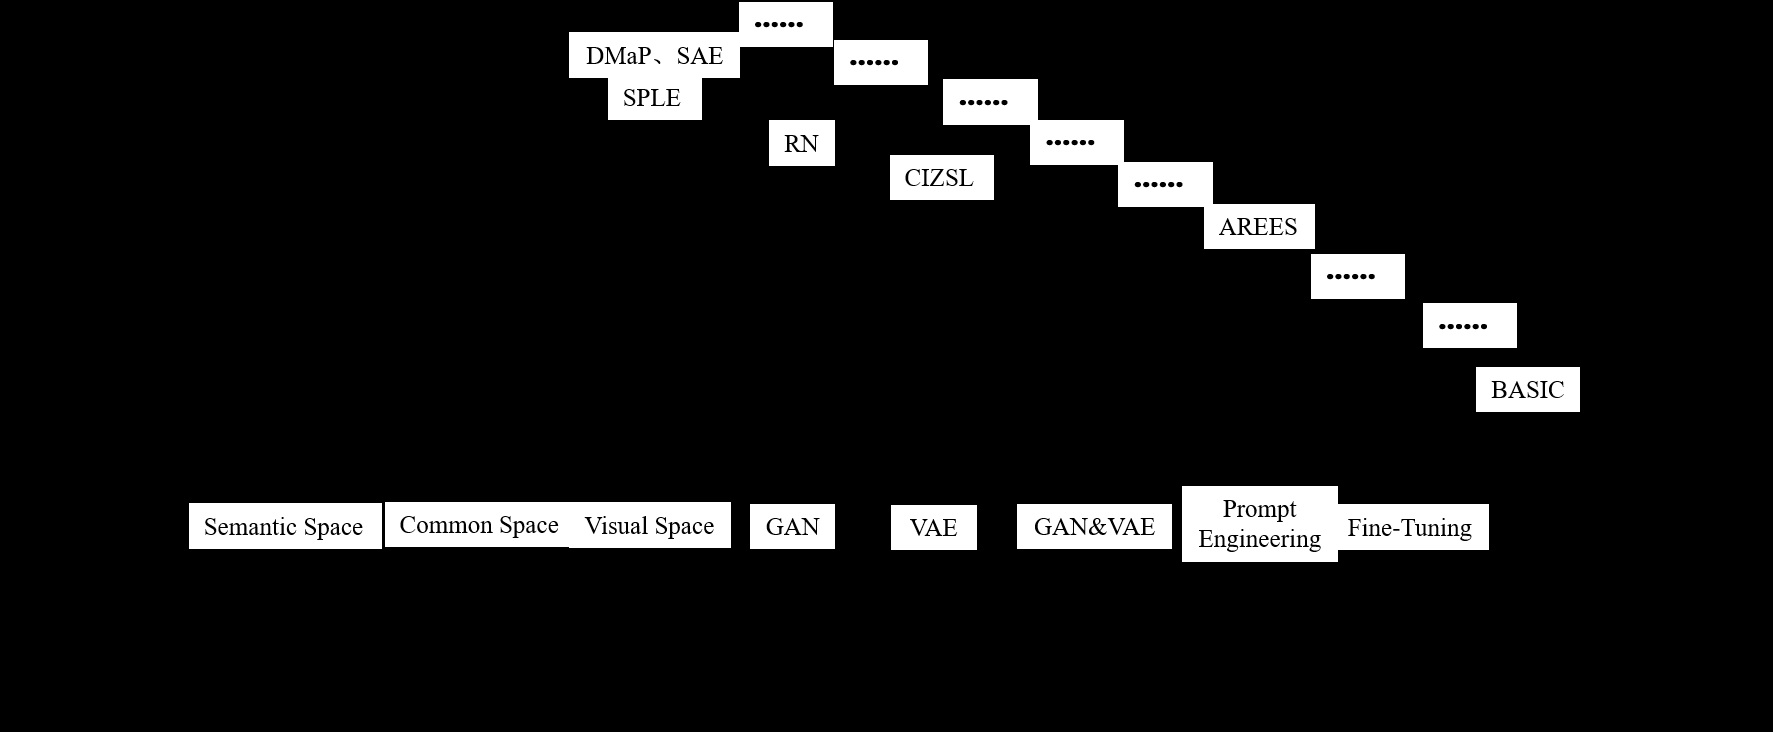 ••••••
DMaP、SAE
••••••
SPLE
••••••
RN
••••••
CIZSL
••••••
AREES
••••••
••••••
BASIC
Semantic Space
Common Space
Visual Space
GAN
VAE
GAN&VAE
Prompt
Engineering
Fine-Tuning